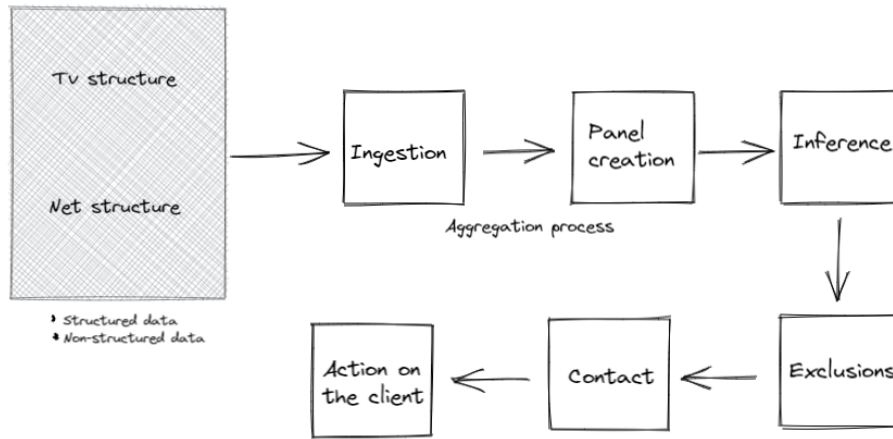 Tv structure
Net structure
Structured data
Non-structured data
Ingestion
Aggregation process
Panel
creation
Inference
Exclusions
Contact
Action on
the client